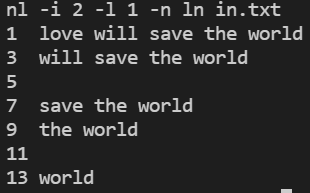 nl -i 2 -l 1 -n ln in.txt
1  love will save the world
3  will save the world
5
7  save the world
9  the world
11
13 world